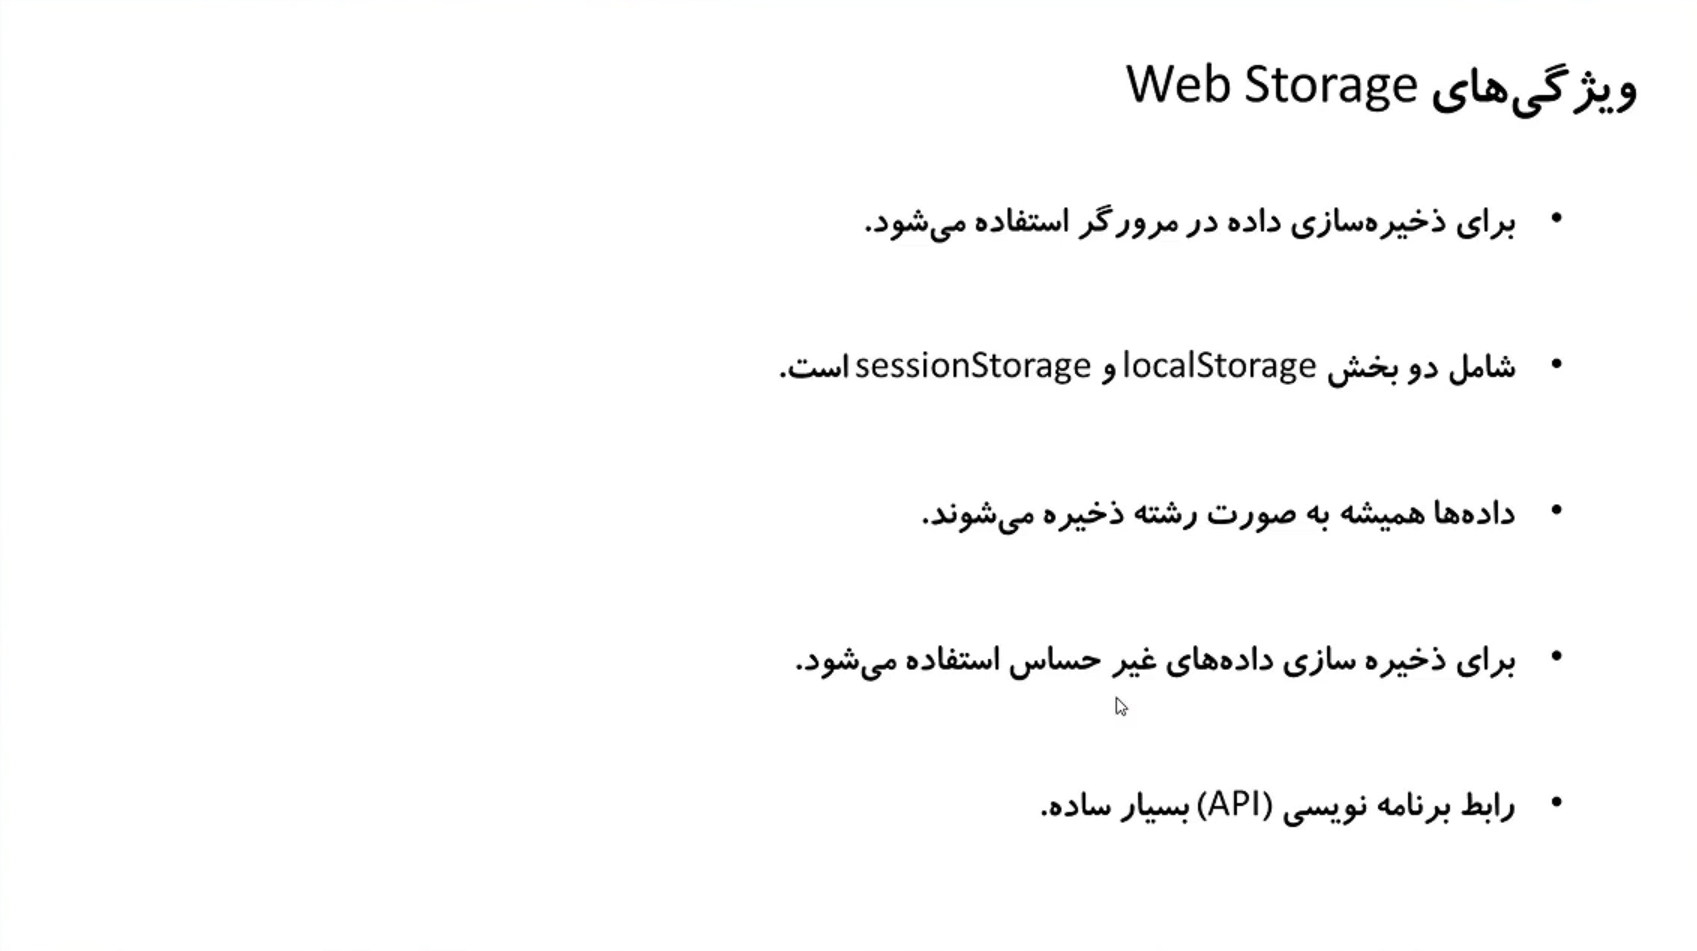 ویژگی‌های Web Storage
• برای ذخیره‌سازی داده در مرورگر استفاده می‌شود.
• شامل دو بخش localStorage و sessionStorage است.
• داده‌ها همیشه به صورت رشته ذخیره می‌شوند.
• برای ذخیره سازی داده‌های غیر حساس استفاده می‌شود.
• رابط برنامه نویسی (API) بسیار ساده.